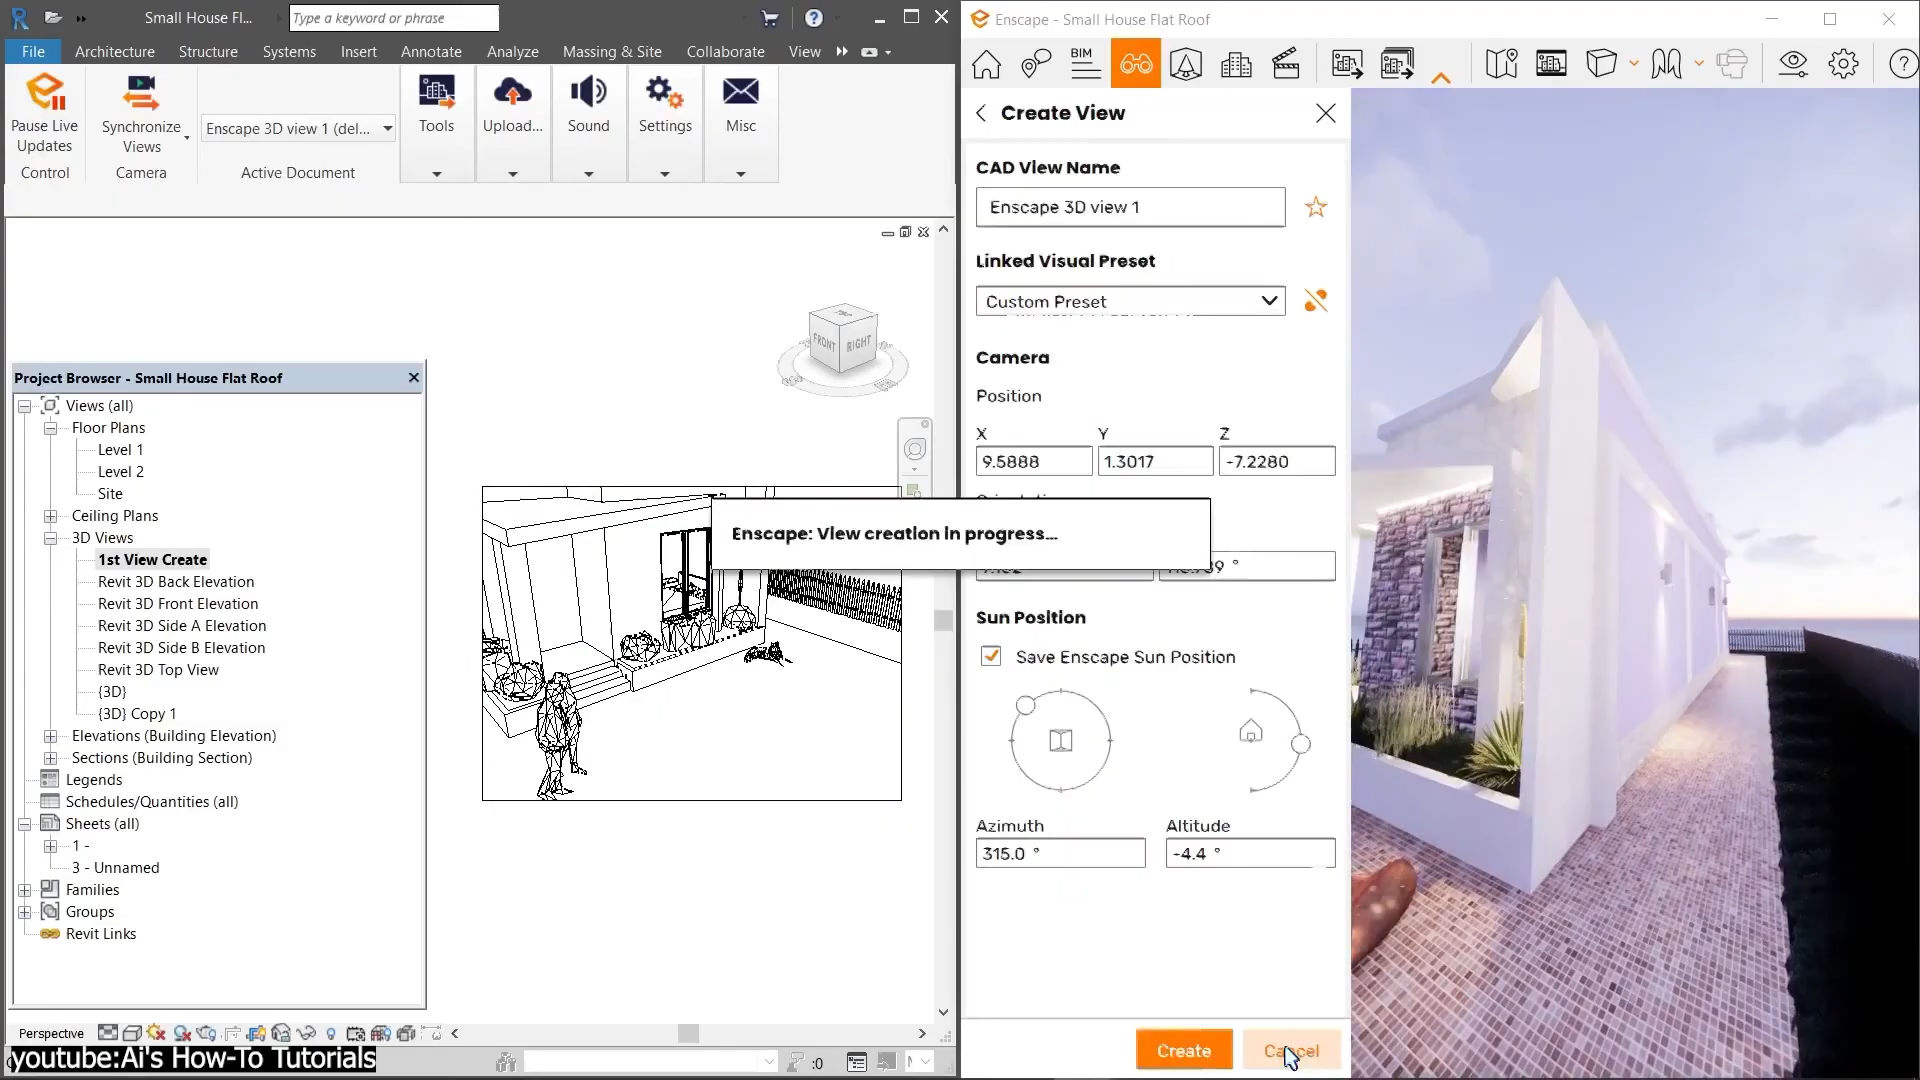 Small House Fl...
Type a keyword or phrase
File
Architecture
Structure
Systems
Insert
Annotate
Analyze
Massing & Site
Collaborate
View
Pause Live
Updates
Control
Synchronize
Views
Camera
Enscape 3D view 1 (del...
Active Document
Tools
Upload...
Sound
Settings
Misc
FRONT
RIGHT
Project Browser - Small House Flat Roof
Views (all)
Floor Plans
Level 1
Level 2
Site
Ceiling Plans
3D Views
1st View Create
Revit 3D Back Elevation
Revit 3D Front Elevation
Revit 3D Side A Elevation
Revit 3D Side B Elevation
Revit 3D Top View
{3D}
{3D} Copy 1
Elevations (Building Elevation)
Sections (Building Section)
Legends
Schedules/Quantities (all)
Sheets (all)
1 -
3 - Unnamed
Families
Groups
Revit Links
Perspective
youtube:Ai's How-To Tutorials
:0
Enscape - Small House Flat Roof
BIM
Create View
CAD View Name
Enscape 3D view 1
Linked Visual Preset
Custom Preset
Camera
Position
X
Y
Z
9.5888
1.3017
-7.2280
Enscape: View creation in progress...
Sun Position
Save Enscape Sun Position
Azimuth
Altitude
315.0 °
-4.4 °
Create
Cancel